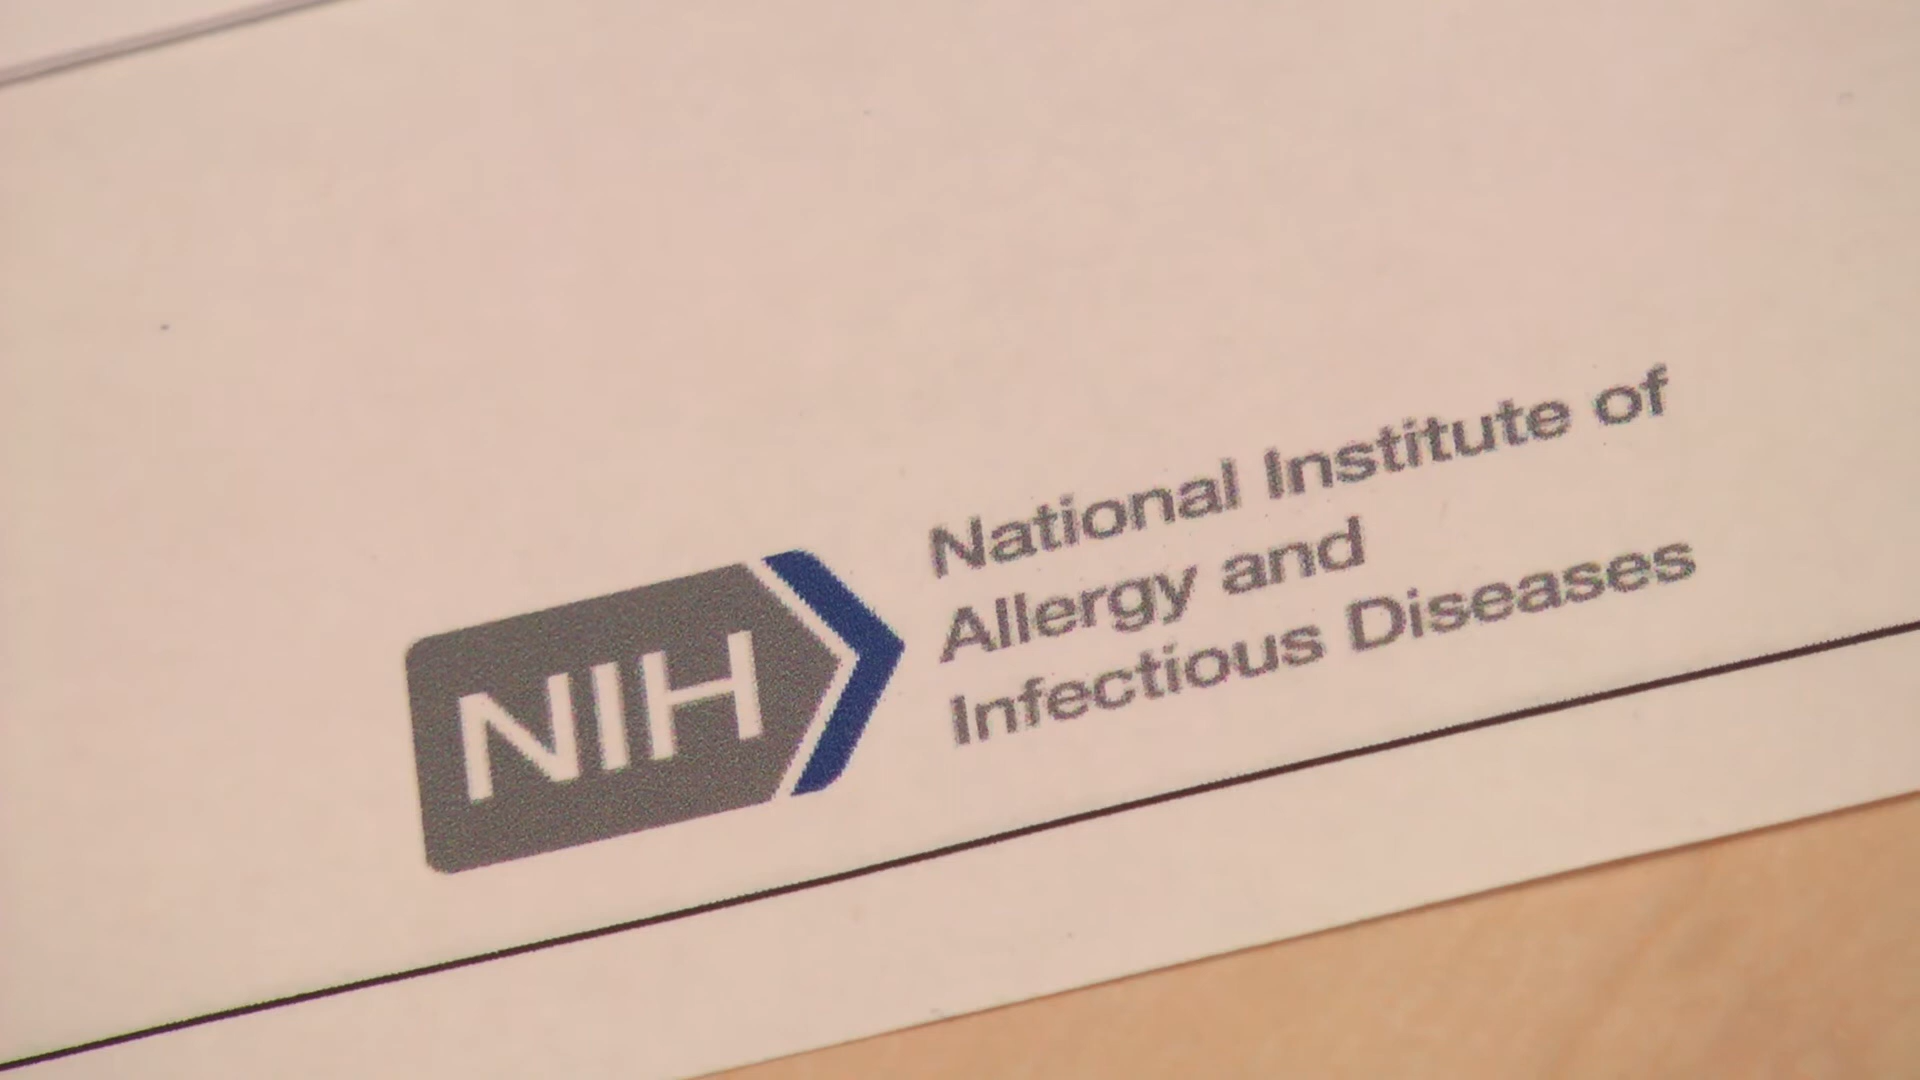 NIH
National Institute of
Allergy and
Infectious Diseases